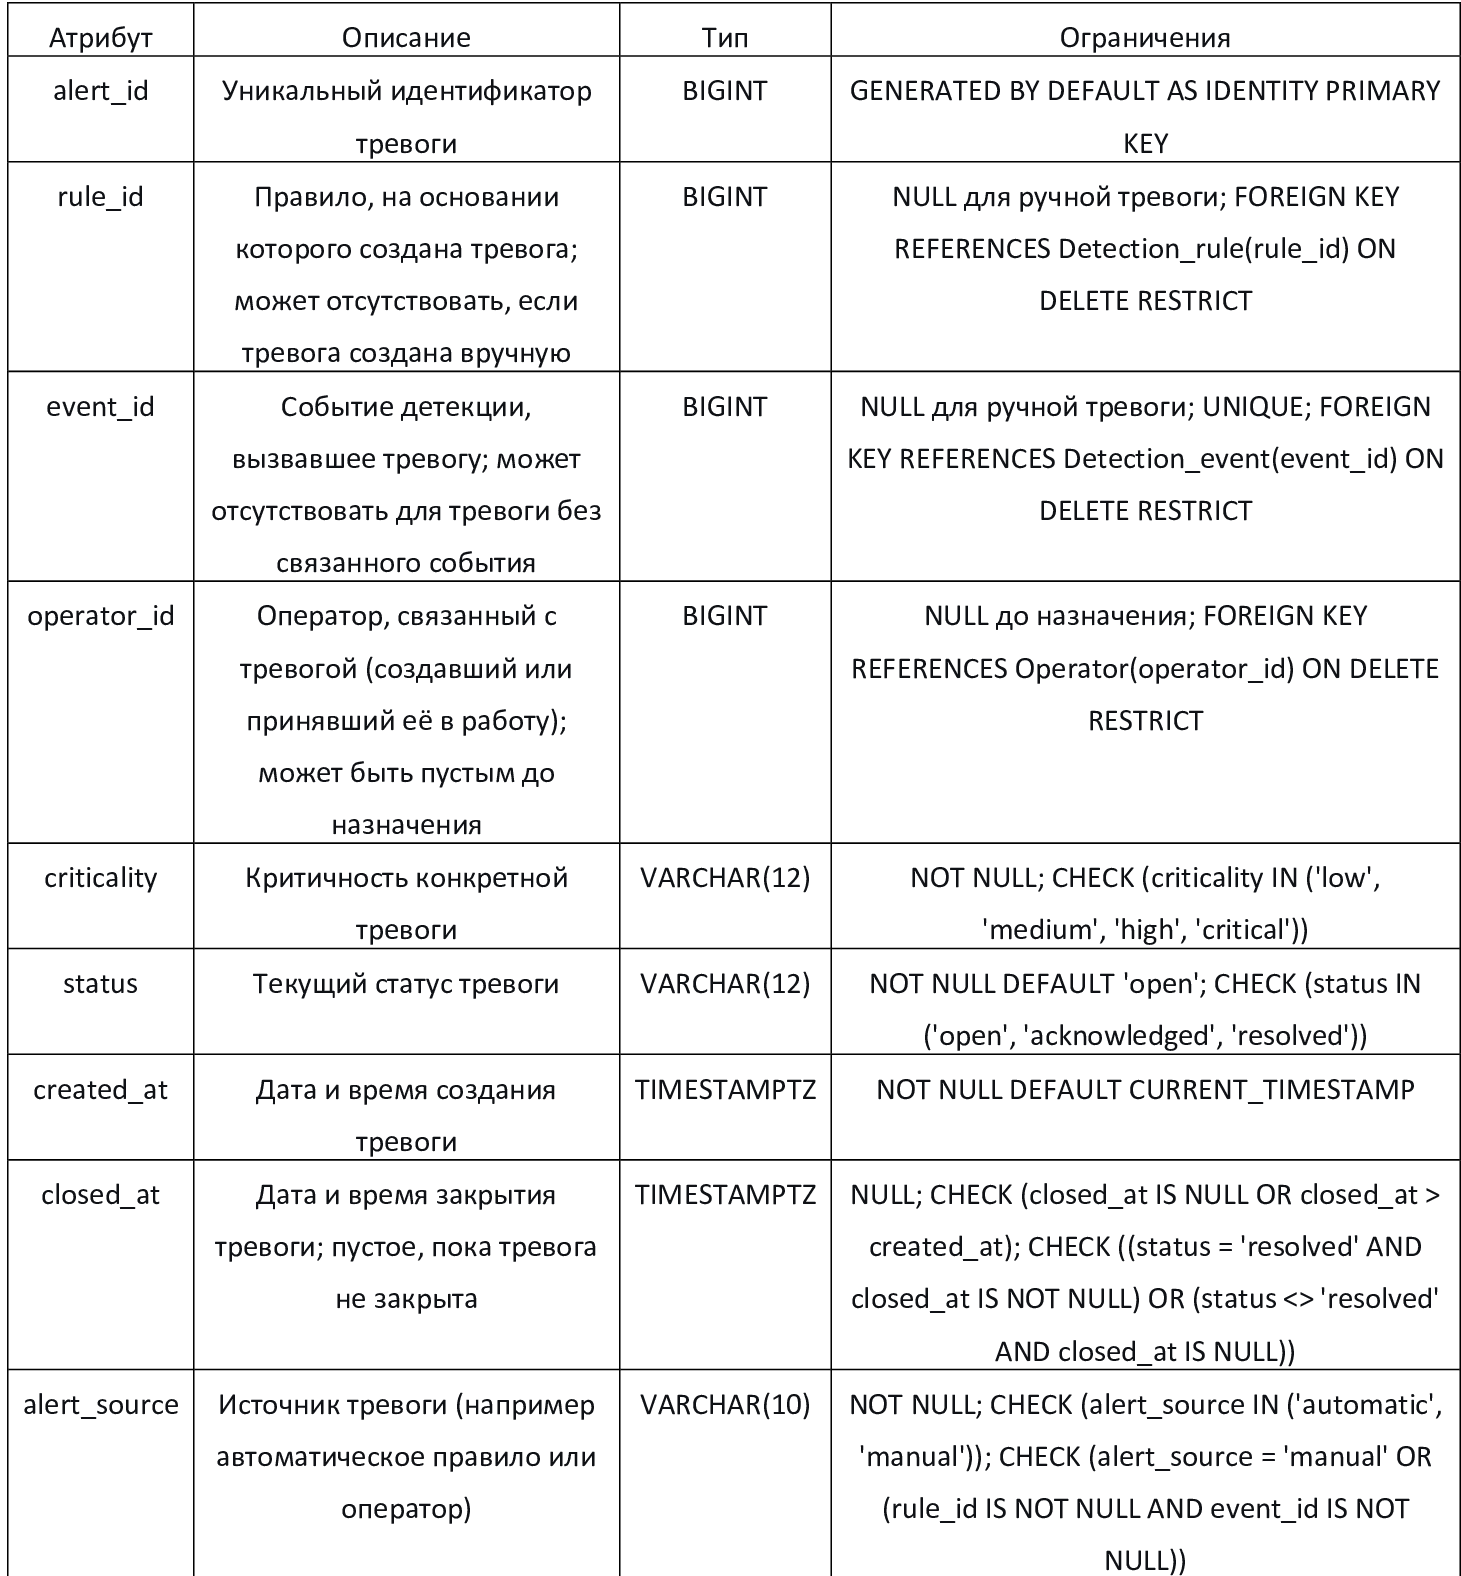 Атрибут Описание Тип Ограничения
alert_id Уникальный идентификатор BIGINT GENERATED BY DEFAULT AS IDENTITY PRIMARY
тревоги KEY
rule_id Правило, на основании BIGINT NULL для ручной тревоги; FOREIGN KEY
которого создана тревога; REFERENCES Detection_rule(rule_id) ON
может отсутствовать, если DELETE RESTRICT
тревога создана вручную
event_id Событие детекции, BIGINT NULL для ручной тревоги; UNIQUE; FOREIGN
вызвавшее тревогу; может KEY REFERENCES Detection_event(event_id) ON
отсутствовать для тревоги без DELETE RESTRICT
связанного события
operator_id Оператор, связанный с BIGINT NULL до назначения; FOREIGN KEY
тревогой (создавший или REFERENCES Operator(operator_id) ON DELETE
принявший её в работу); RESTRICT
может быть пустым до
назначения
criticality Критичность конкретной VARCHAR(12) NOT NULL; CHECK (criticality IN ('low',
тревоги 'medium', 'high', 'critical'))
status Текущий статус тревоги VARCHAR(12) NOT NULL DEFAULT 'open'; CHECK (status IN
('open', 'acknowledged', 'resolved'))
created_at Дата и время создания TIMESTAMPTZ NOT NULL DEFAULT CURRENT_TIMESTAMP
тревоги
closed_at Дата и время закрытия TIMESTAMPTZ NULL; CHECK (closed_at IS NULL OR closed_at >
тревоги; пустое, пока тревога created_at); CHECK ((status = 'resolved' AND
не закрыта closed_at IS NOT NULL) OR (status <> 'resolved'
AND closed_at IS NULL))
alert_source Источник тревоги (например VARCHAR(10) NOT NULL; CHECK (alert_source IN ('automatic',
автоматическое правило или 'manual')); CHECK (alert_source = 'manual' OR
оператор) (rule_id IS NOT NULL AND event_id IS NOT
NULL))